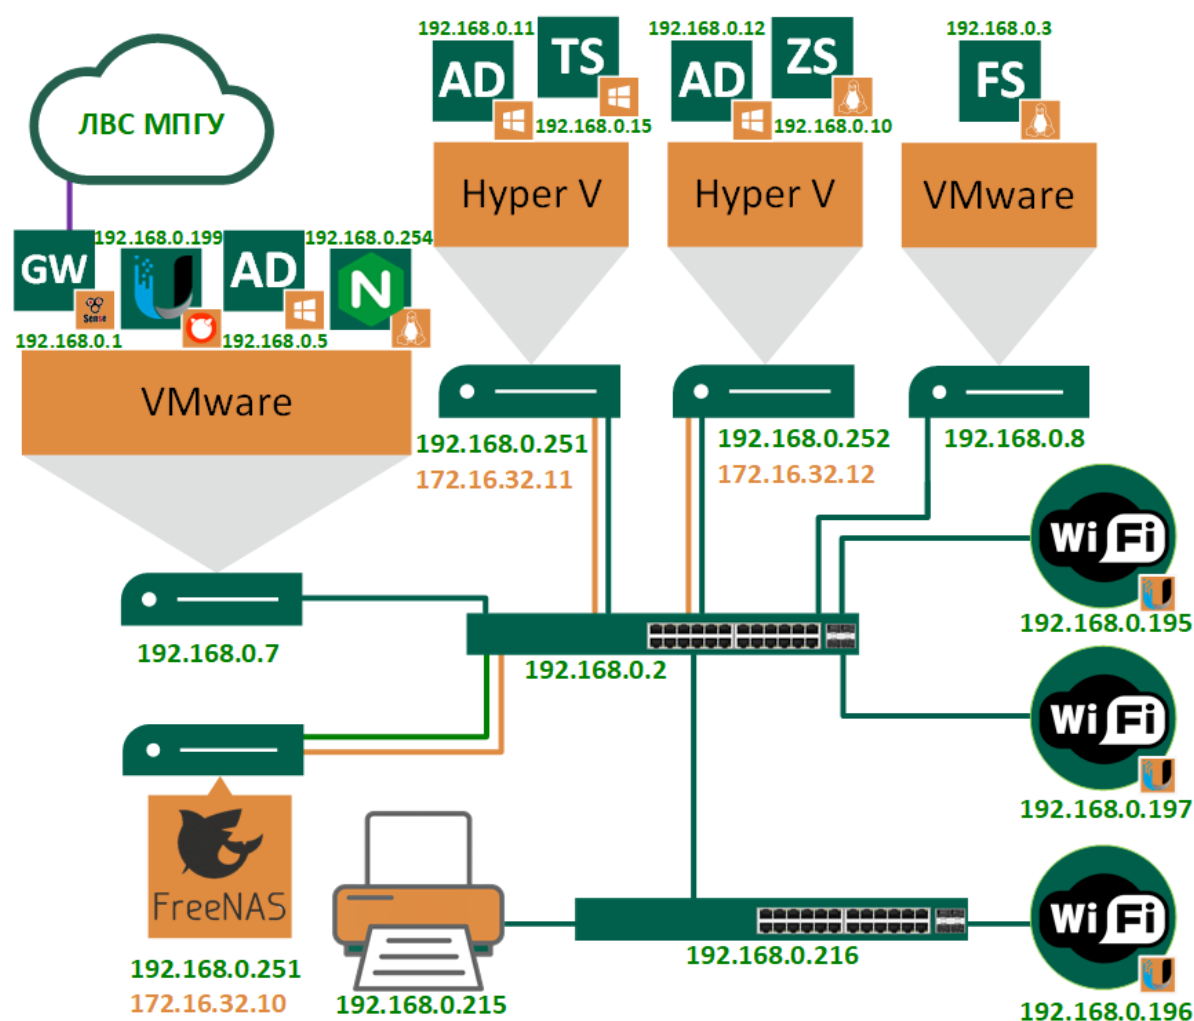 192.168.0.11
192.168.0.12
192.168.0.3
AD
TS
AD
ZS
FS
192.168.0.15
192.168.0.10
ЛВС МПГУ
Hyper V
Hyper V
VMware
192.168.0.199
192.168.0.254
GW
U
AD
N
Sense
192.168.0.1
192.168.0.5
VMware
192.168.0.251
172.16.32.11
192.168.0.252
172.16.32.12
192.168.0.8
Wi Fi
192.168.0.195
192.168.0.7
192.168.0.2
Wi Fi
192.168.0.197
FreeNAS
192.168.0.251
172.16.32.10
192.168.0.215
192.168.0.216
Wi Fi
192.168.0.196